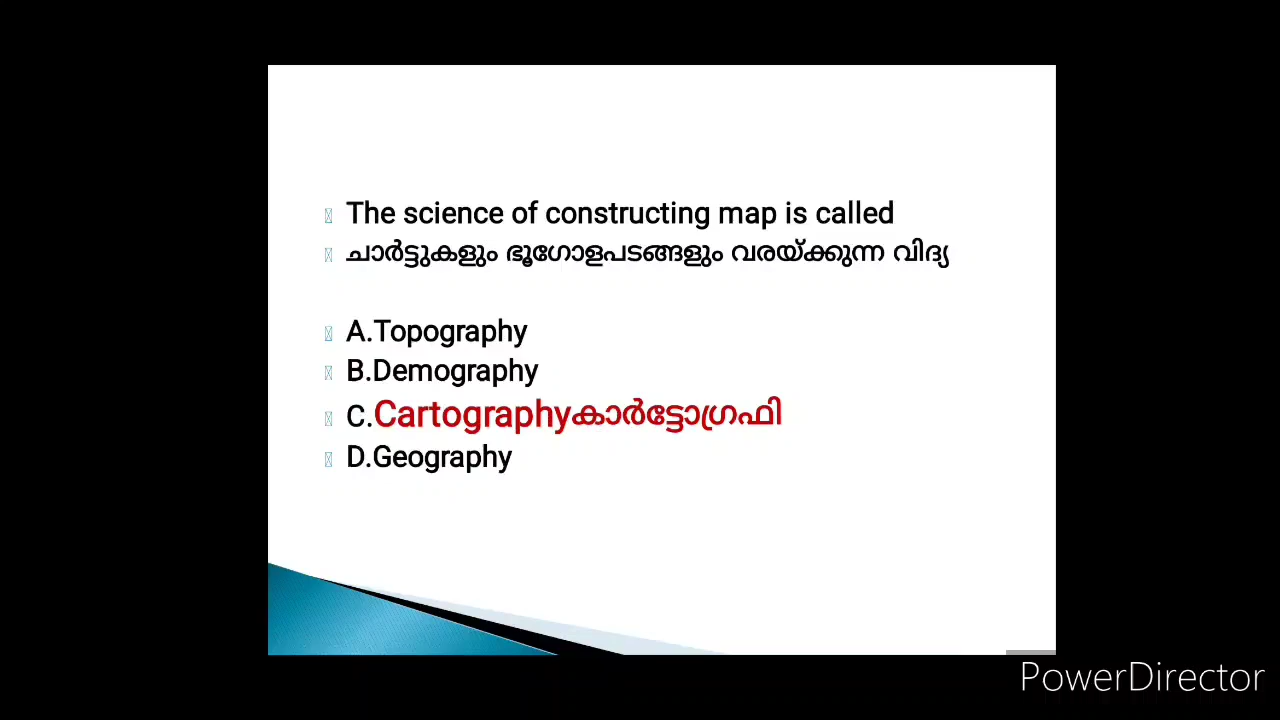 The science of constructing map is called
ചാർട്ടുകളും ഭൂഗോളപടങ്ങളും വരയ്ക്കുന്ന വിദ്യ
A.Topography
B.Demography
C.Cartographyകാർട്ടോഗ്രഫി
D.Geography
PowerDirector